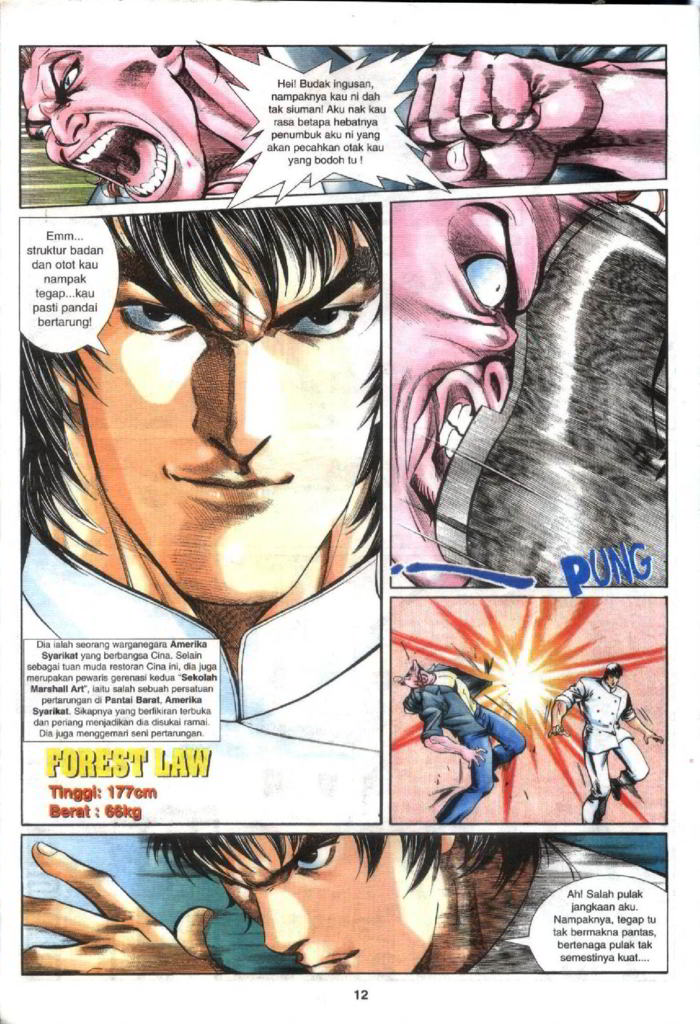 Hei! Budak ingusan,
nampaknya kau ni dah
tak siuman! Aku nak kau
rasa betapa hebatnya
penumbuk aku ni yang
akan pecahkan otak kau
yang bodoh tu !
Emm...
struktur badan
dan otot kau
nampak
tegap...kau
pasti pandai
bertarung!
PUNG
Dia ialah seorang warganegara Amerika
Syarikat yang berbangsa Cina. Selain
sebagai tuan muda restoran Cina ini, dia juga
merupakan pewaris gerenasi kedua "Sekolah
Marshall Art", iaitu salah sebuah persatuan
pertarungan di Pantai Barat, Amerika
Syarikat. Sikapnya yang berfikiran terbuka
dan periang menjadikan dia disukai ramai.
Dia juga menggemari seni pertarungan.
FOREST LAW
Tinggi: 177cm
Berat : 66kg
Ah! Salah pulak
jangkaan aku.
Nampaknya, tegap tu
tak bermakna pantas,
bertenaga pulak tak
semestinya kuat....
12